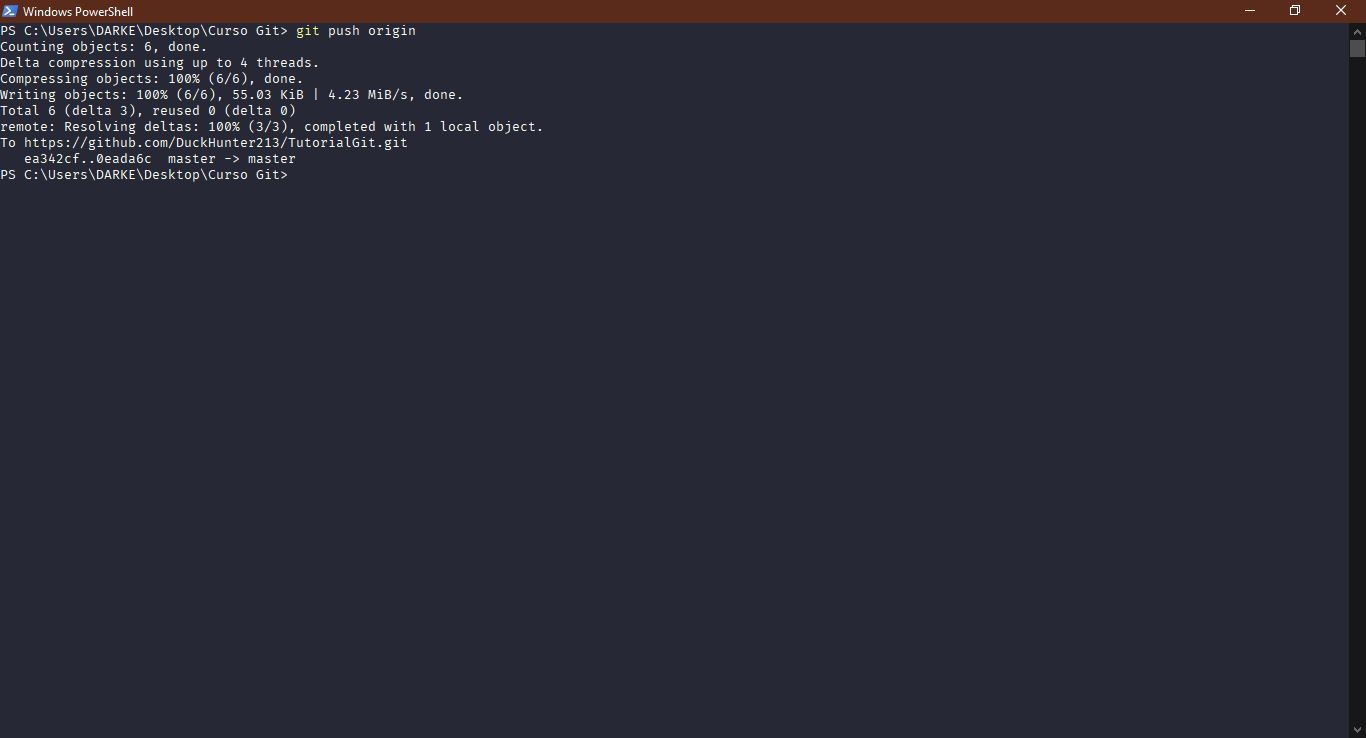 Windows PowerShell
PS C:\Users\DARKE\Desktop\Curso Git> git push origin
Counting objects: 6, done.
Delta compression using up to 4 threads.
Compressing objects: 100% (6/6), done.
Writing objects: 100% (6/6), 55.03 KiB | 4.23 MiB/s, done.
Total 6 (delta 3), reused 0 (delta 0)
remote: Resolving deltas: 100% (3/3), completed with 1 local object.
To https://github.com/DuckHunter213/TutorialGit.git
   ea342cf..0eada6c  master -> master
PS C:\Users\DARKE\Desktop\Curso Git>